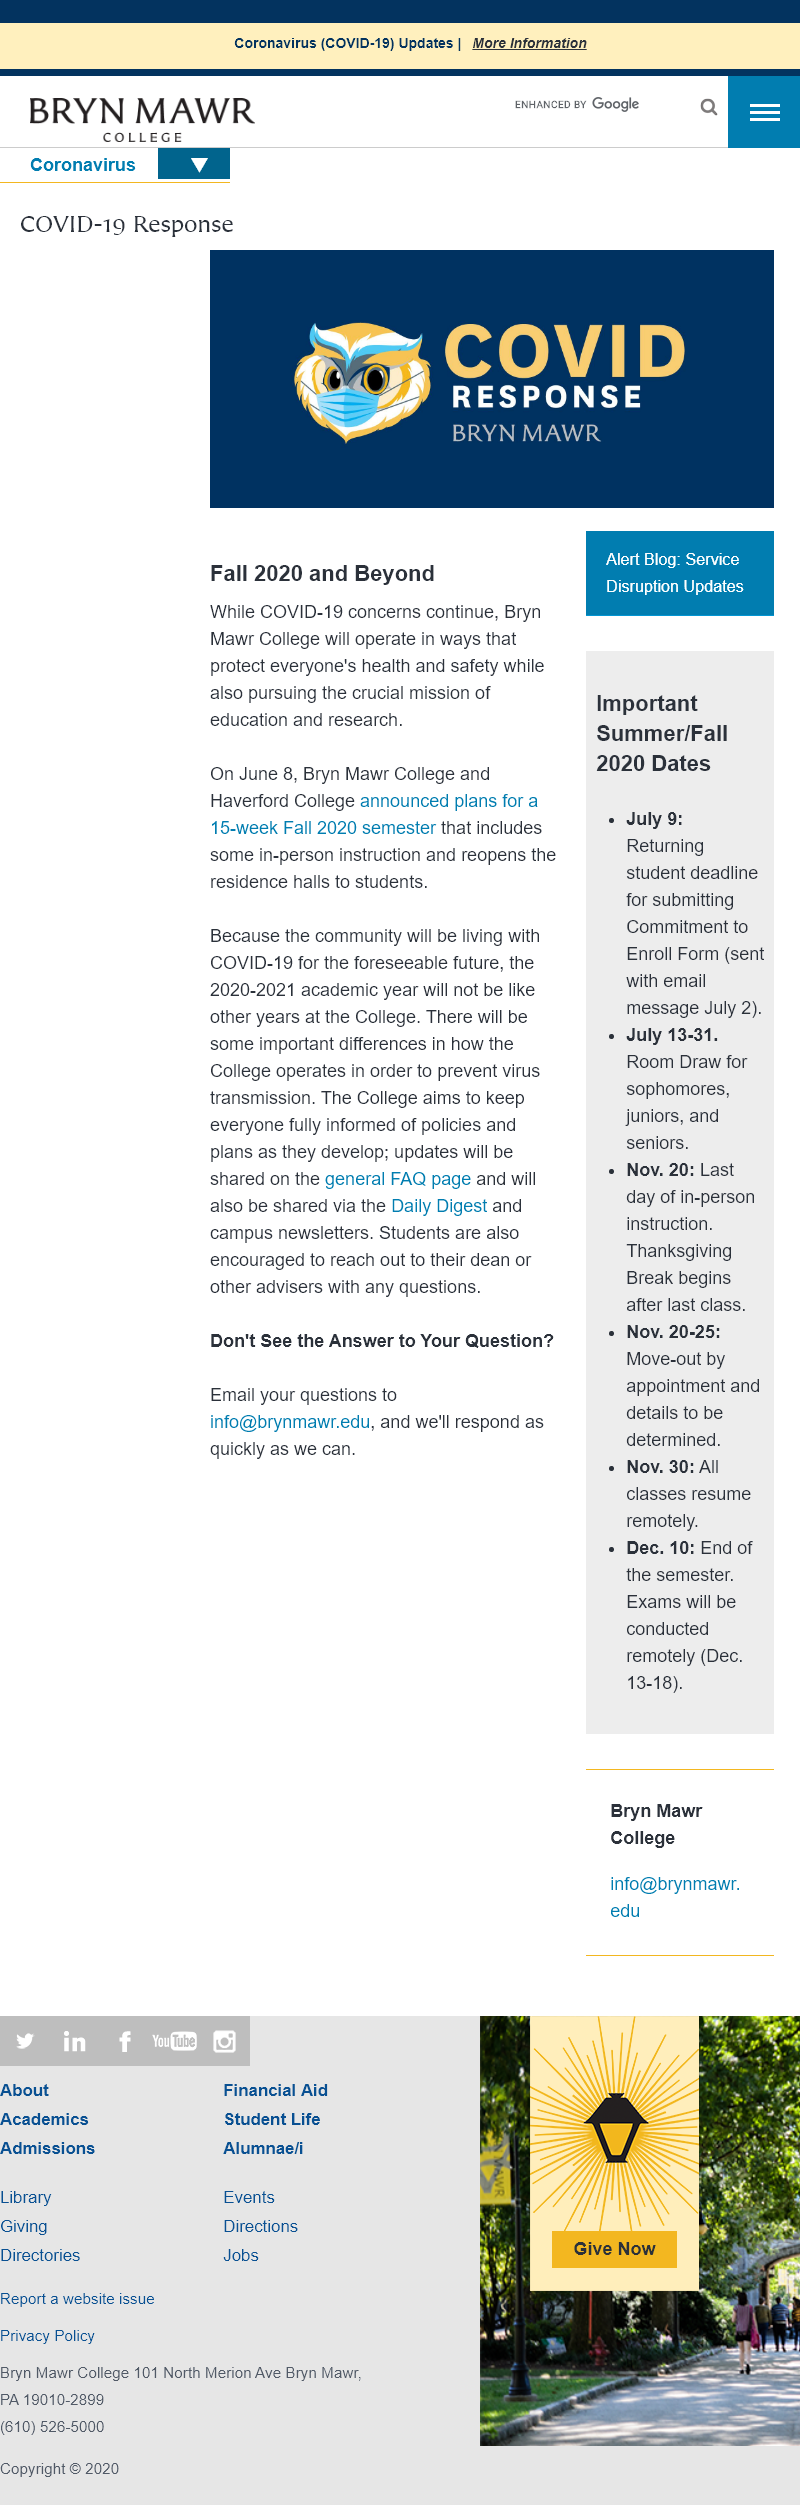 Coronavirus (COVID-19) Updates | More Information
BRYN MAWR
COLLEGE
ENHANCED BY Google
Coronavirus
COVID-19 Response
COVID
RESPONSE
BRYN MAWR
Fall 2020 and Beyond
While COVID-19 concerns continue, Bryn
Mawr College will operate in ways that
protect everyone's health and safety while
also pursuing the crucial mission of
education and research.
On June 8, Bryn Mawr College and
Haverford College announced plans for a
15-week Fall 2020 semester that includes
some in-person instruction and reopens the
residence halls to students.
Because the community will be living with
COVID-19 for the foreseeable future, the
2020-2021 academic year will not be like
other years at the College. There will be
some important differences in how the
College operates in order to prevent virus
transmission. The College aims to keep
everyone fully informed of policies and
plans as they develop; updates will be
shared on the general FAQ page and will
also be shared via the Daily Digest and
campus newsletters. Students are also
encouraged to reach out to their dean or
other advisers with any questions.
Don't See the Answer to Your Question?
Email your questions to
info@brynmawr.edu, and we'll respond as
quickly as we can.
Alert Blog: Service
Disruption Updates
Important
Summer/Fall
2020 Dates
• July 9:
Returning
student deadline
for submitting
Commitment to
Enroll Form (sent
with email
message July 2).
• July 13-31.
Room Draw for
sophomores,
juniors, and
seniors.
• Nov. 20: Last
day of in-person
instruction.
Thanksgiving
Break begins
after last class.
• Nov. 20-25:
Move-out by
appointment and
details to be
determined.
• Nov. 30: All
classes resume
remotely.
• Dec. 10: End of
the semester.
Exams will be
conducted
remotely (Dec.
13-18).
Bryn Mawr
College
info@brynmawr.
edu
in f YouTube
About
Academics
Admissions
Financial Aid
Student Life
Alumnae/i
Library
Giving
Directories
Events
Directions
Jobs
Report a website issue
Privacy Policy
Bryn Mawr College 101 North Merion Ave Bryn Mawr,
PA 19010-2899
(610) 526-5000
Copyright © 2020
Give Now